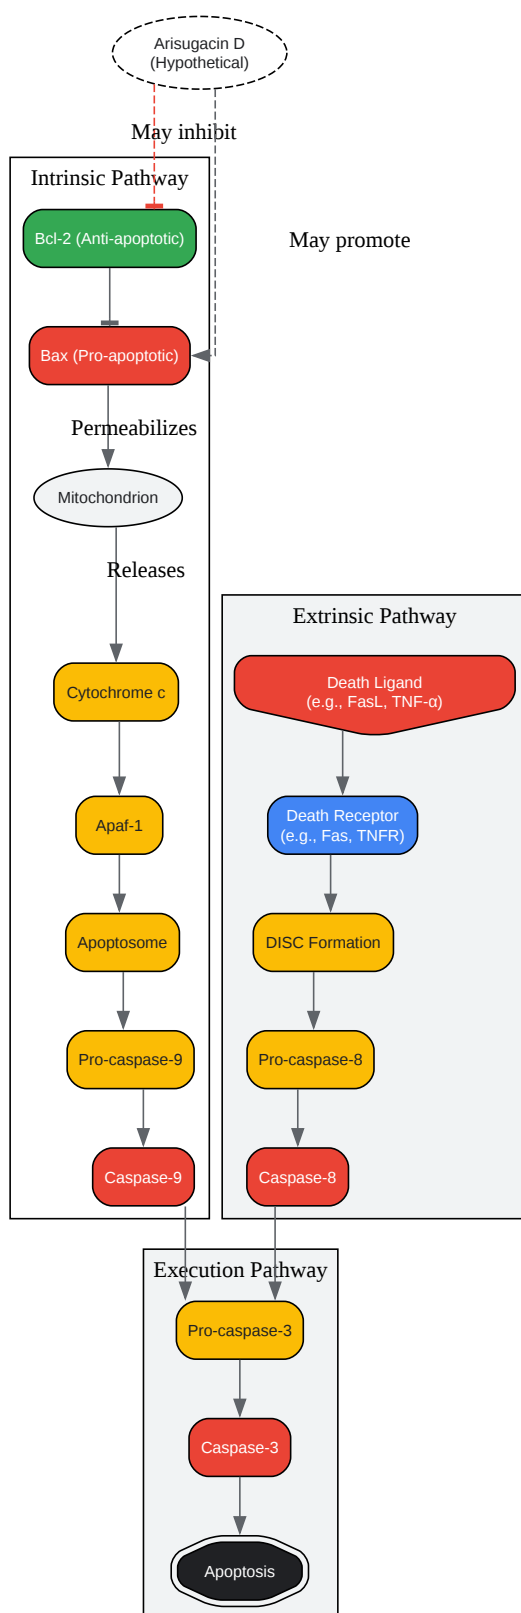 Arisugacin D
(Hypothetical)
May inhibit
Intrinsic Pathway
Bcl-2 (Anti-apoptotic)
May promote
Bax (Pro-apoptotic)
Permeabilizes
Mitochondrion
Releases
Cytochrome c
Apaf-1
Apoptosome
Pro-caspase-9
Caspase-9
Extrinsic Pathway
Death Ligand
(e.g., FasL, TNF-α)
Death Receptor
(e.g., Fas, TNFR)
DISC Formation
Pro-caspase-8
Caspase-8
Execution Pathway
Pro-caspase-3
Caspase-3
Apoptosis